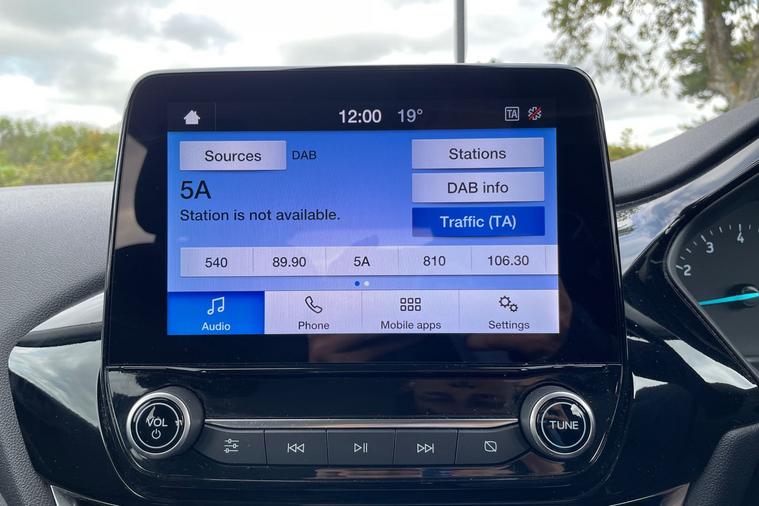 12:00 19° TA
Sources DAB Stations
5A
Station is not available.
DAB info
Traffic (TA)
540 89.90 5A 810 106.30
Audio Phone Mobile apps Settings
VOL
TUNE
2 3 4